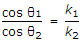 cos θ1 / cos θ2 = k1 / k2